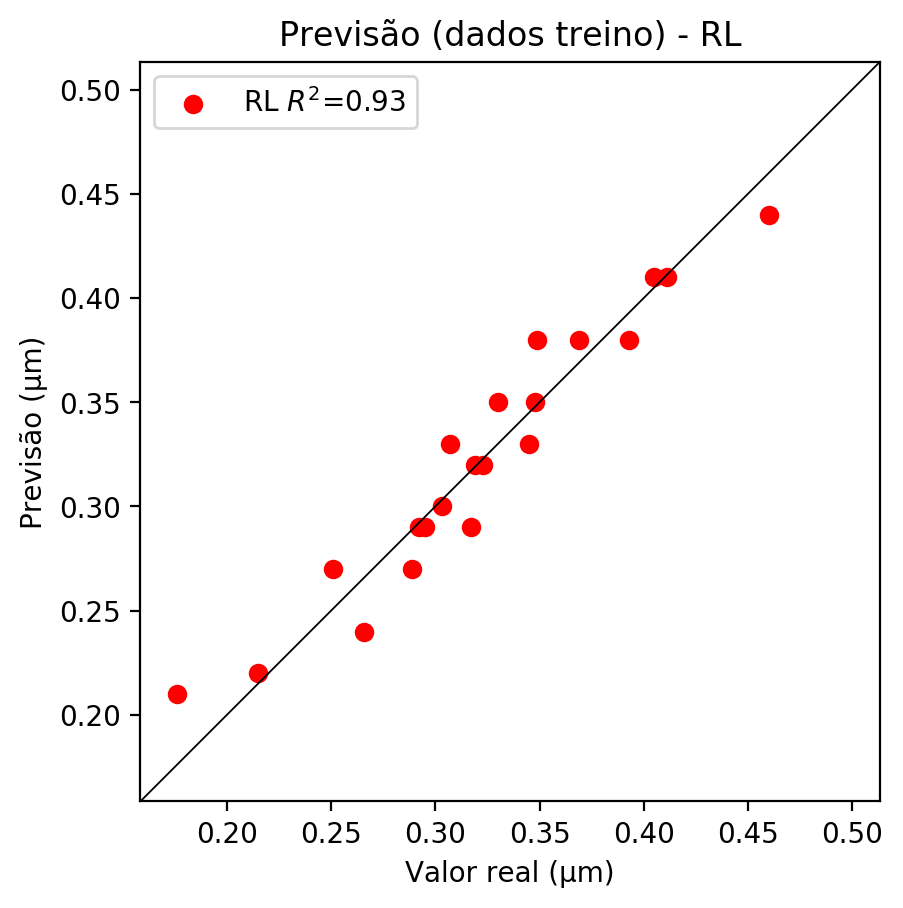 Previsão (dados treino) - RL
RL R²=0.93
Previsão (μm)
0.50
0.45
0.40
0.35
0.30
0.25
0.20
0.20 0.25 0.30 0.35 0.40 0.45 0.50
Valor real (μm)